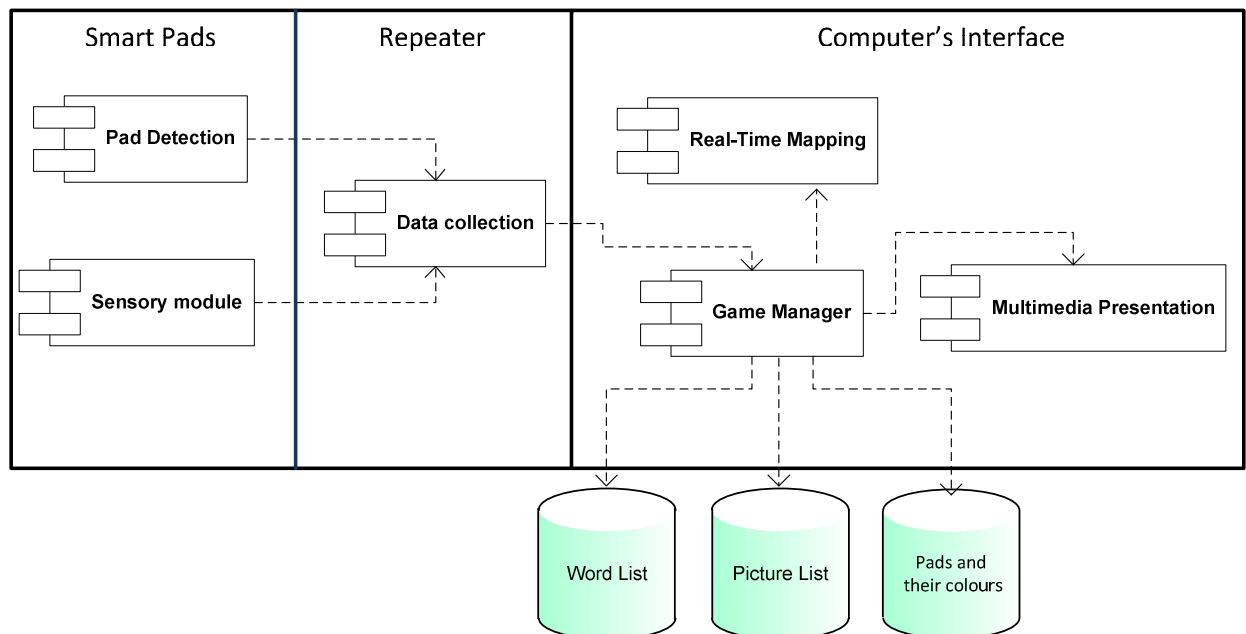 Smart Pads
Repeater
Computer's Interface
Pad Detection
Real-Time Mapping
Data collection
Sensory module
Game Manager
Multimedia Presentation
Word List
Picture List
Pads and
their colours